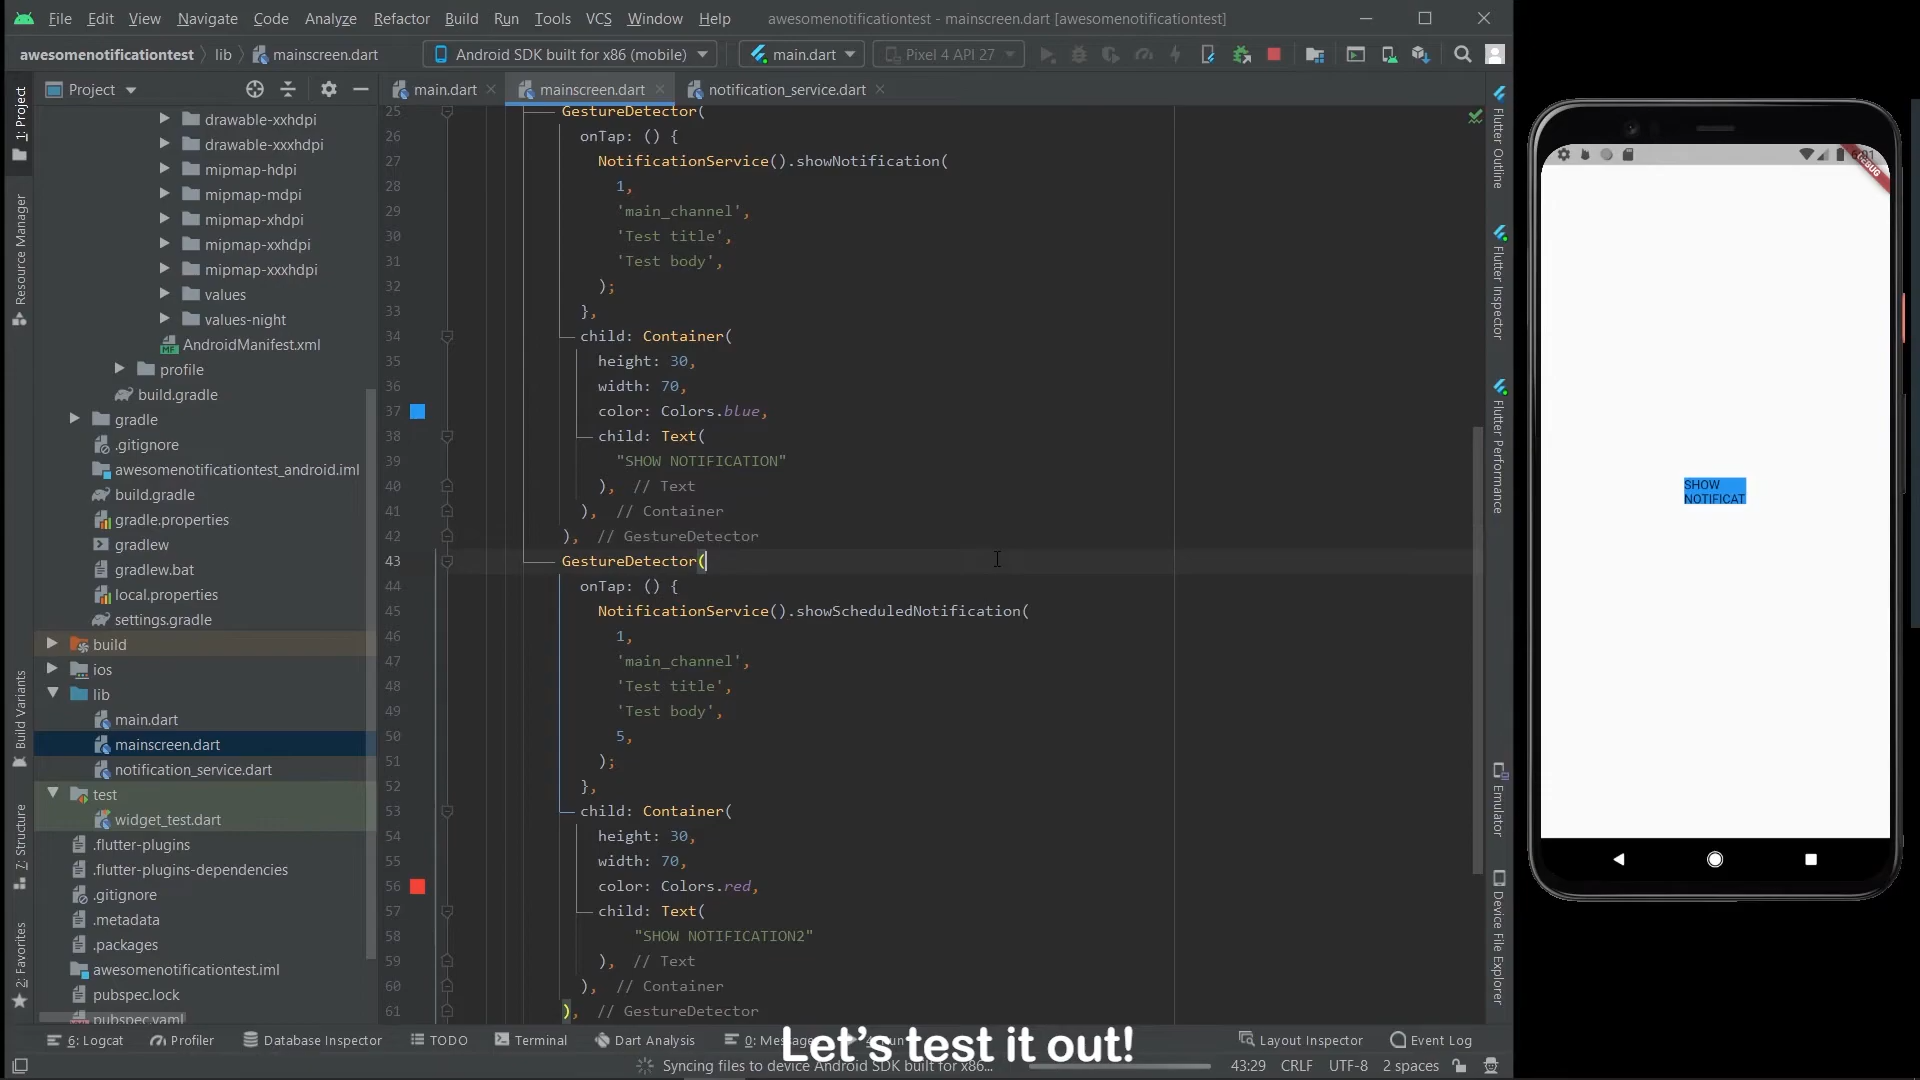 File Edit View Navigate Code Analyze Refactor Build Run Tools VCS Window Help awesomenotificationtest - mainscreen.dart [awesomenotificationtest]
awesomenotificationtest lib mainscreen.dart Android SDK built for x86 (mobile) main.dart Pixel 4 API 27
Project main.dart mainscreen.dart notification_service.dart
1: Project
Resource Manager
Build Variants
7: Structure
2: Favorites
drawable-xxhdpi
drawable-xxxhdpi
mipmap-hdpi
mipmap-mdpi
mipmap-xhdpi
mipmap-xxhdpi
mipmap-xxxhdpi
values
values-night
AndroidManifest.xml
profile
build.gradle
gradle
.gitignore
awesomenotificationtest_android.iml
build.gradle
gradle.properties
gradlew
gradlew.bat
local.properties
settings.gradle
build
ios
lib
main.dart
mainscreen.dart
notification_service.dart
test
widget_test.dart
.flutter-plugins
.flutter-plugins-dependencies
.gitignore
.metadata
.packages
awesomenotificationtest.iml
pubspec.lock
pubspec.yaml
25 GestureDetector(
26 onTap: () {
27 NotificationService().showNotification(
28 1,
29 'main_channel',
30 'Test title',
31 'Test body',
32 );
33 },
34 child: Container(
35 height: 30,
36 width: 70,
37 color: Colors.blue,
38 child: Text(
39 "SHOW NOTIFICATION"
40 ), // Text
41 ), // Container
42 ), // GestureDetector
43 GestureDetector(
44 onTap: () {
45 NotificationService().showScheduledNotification(
46 1,
47 'main_channel',
48 'Test title',
49 'Test body',
50 5,
51 );
52 },
53 child: Container(
54 height: 30,
55 width: 70,
56 color: Colors.red,
57 child: Text(
58 "SHOW NOTIFICATION2"
59 ), // Text
60 ), // Container
61 ), // GestureDetector
Flutter Outline
Flutter Inspector
Flutter Performance
Emulator
Device File Explorer
DEBUG
SHOW
NOTIFICAT
6: Logcat Profiler Database Inspector TODO Terminal Dart Analysis 0: Layout Inspector Event Log
Let's test it out!
Syncing files to device Android SDK built for x86... 43:29 CRLF UTF-8 2 spaces